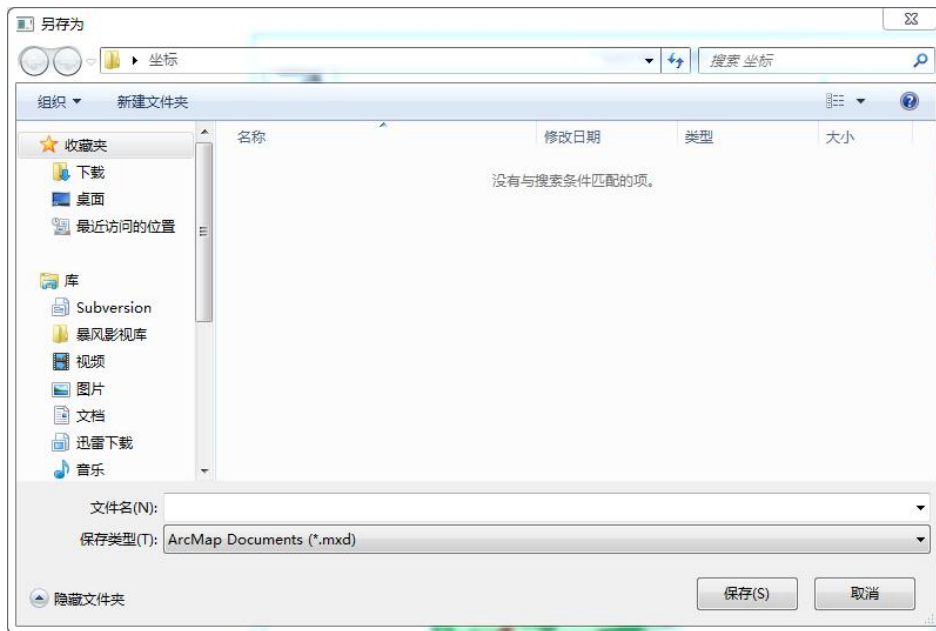 另存为
坐标
搜索 坐标
组织
新建文件夹
收藏夹
下载
桌面
最近访问的位置
库
Subversion
暴风影视库
视频
图片
文档
迅雷下载
音乐
名称
修改日期
类型
大小
没有与搜索条件匹配的项。
文件名(N):
保存类型(T): ArcMap Documents (*.mxd)
隐藏文件夹
保存(S)
取消